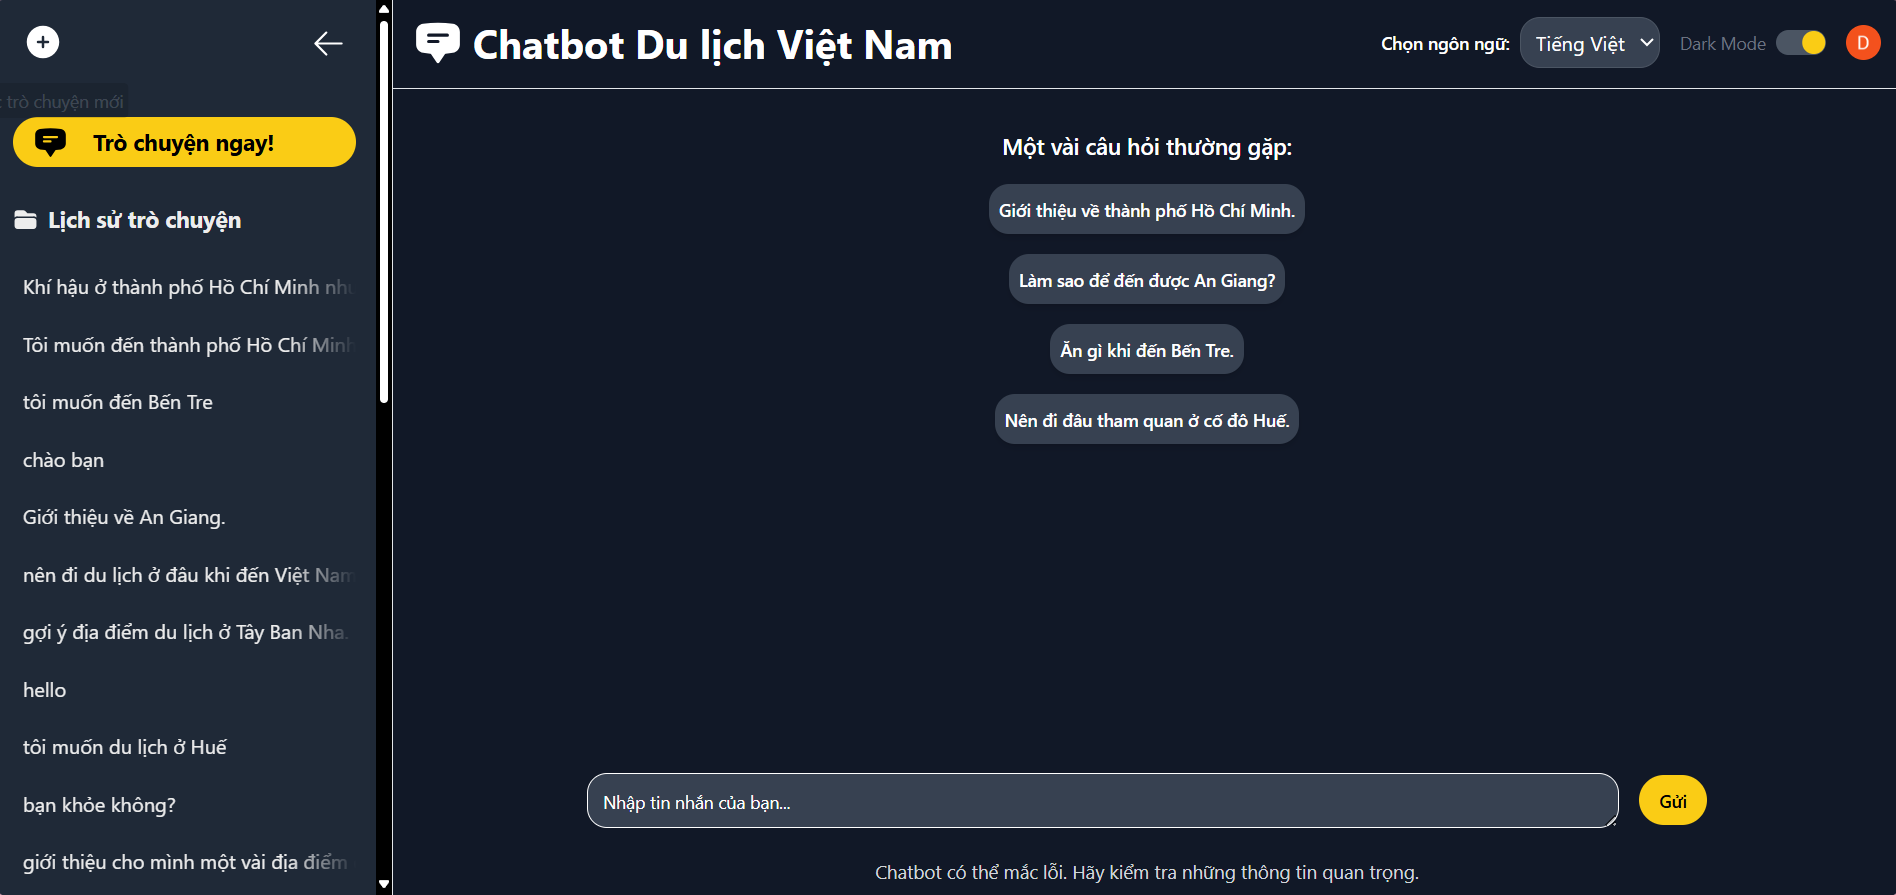 trò chuyện mới
Trò chuyện ngay!
Lịch sử trò chuyện
Khí hậu ở thành phố Hồ Chí Minh
Tôi muốn đến thành phố Hồ Chí Minh
tôi muốn đến Bến Tre
chào bạn
Giới thiệu về An Giang.
nên đi du lịch ở đâu khi đến Việt Nam
gợi ý địa điểm du lịch ở Tây Ban Nha.
hello
tôi muốn du lịch ở Huế
bạn khỏe không?
giới thiệu cho mình một vài địa điểm
Chatbot Du lịch Việt Nam
Chọn ngôn ngữ:
Tiếng Việt
Dark Mode
D
Một vài câu hỏi thường gặp:
Giới thiệu về thành phố Hồ Chí Minh.
Làm sao để đến được An Giang?
Ăn gì khi đến Bến Tre.
Nên đi đâu tham quan ở cố đô Huế.
Nhập tin nhắn của bạn...
Gửi
Chatbot có thể mắc lỗi. Hãy kiểm tra những thông tin quan trọng.